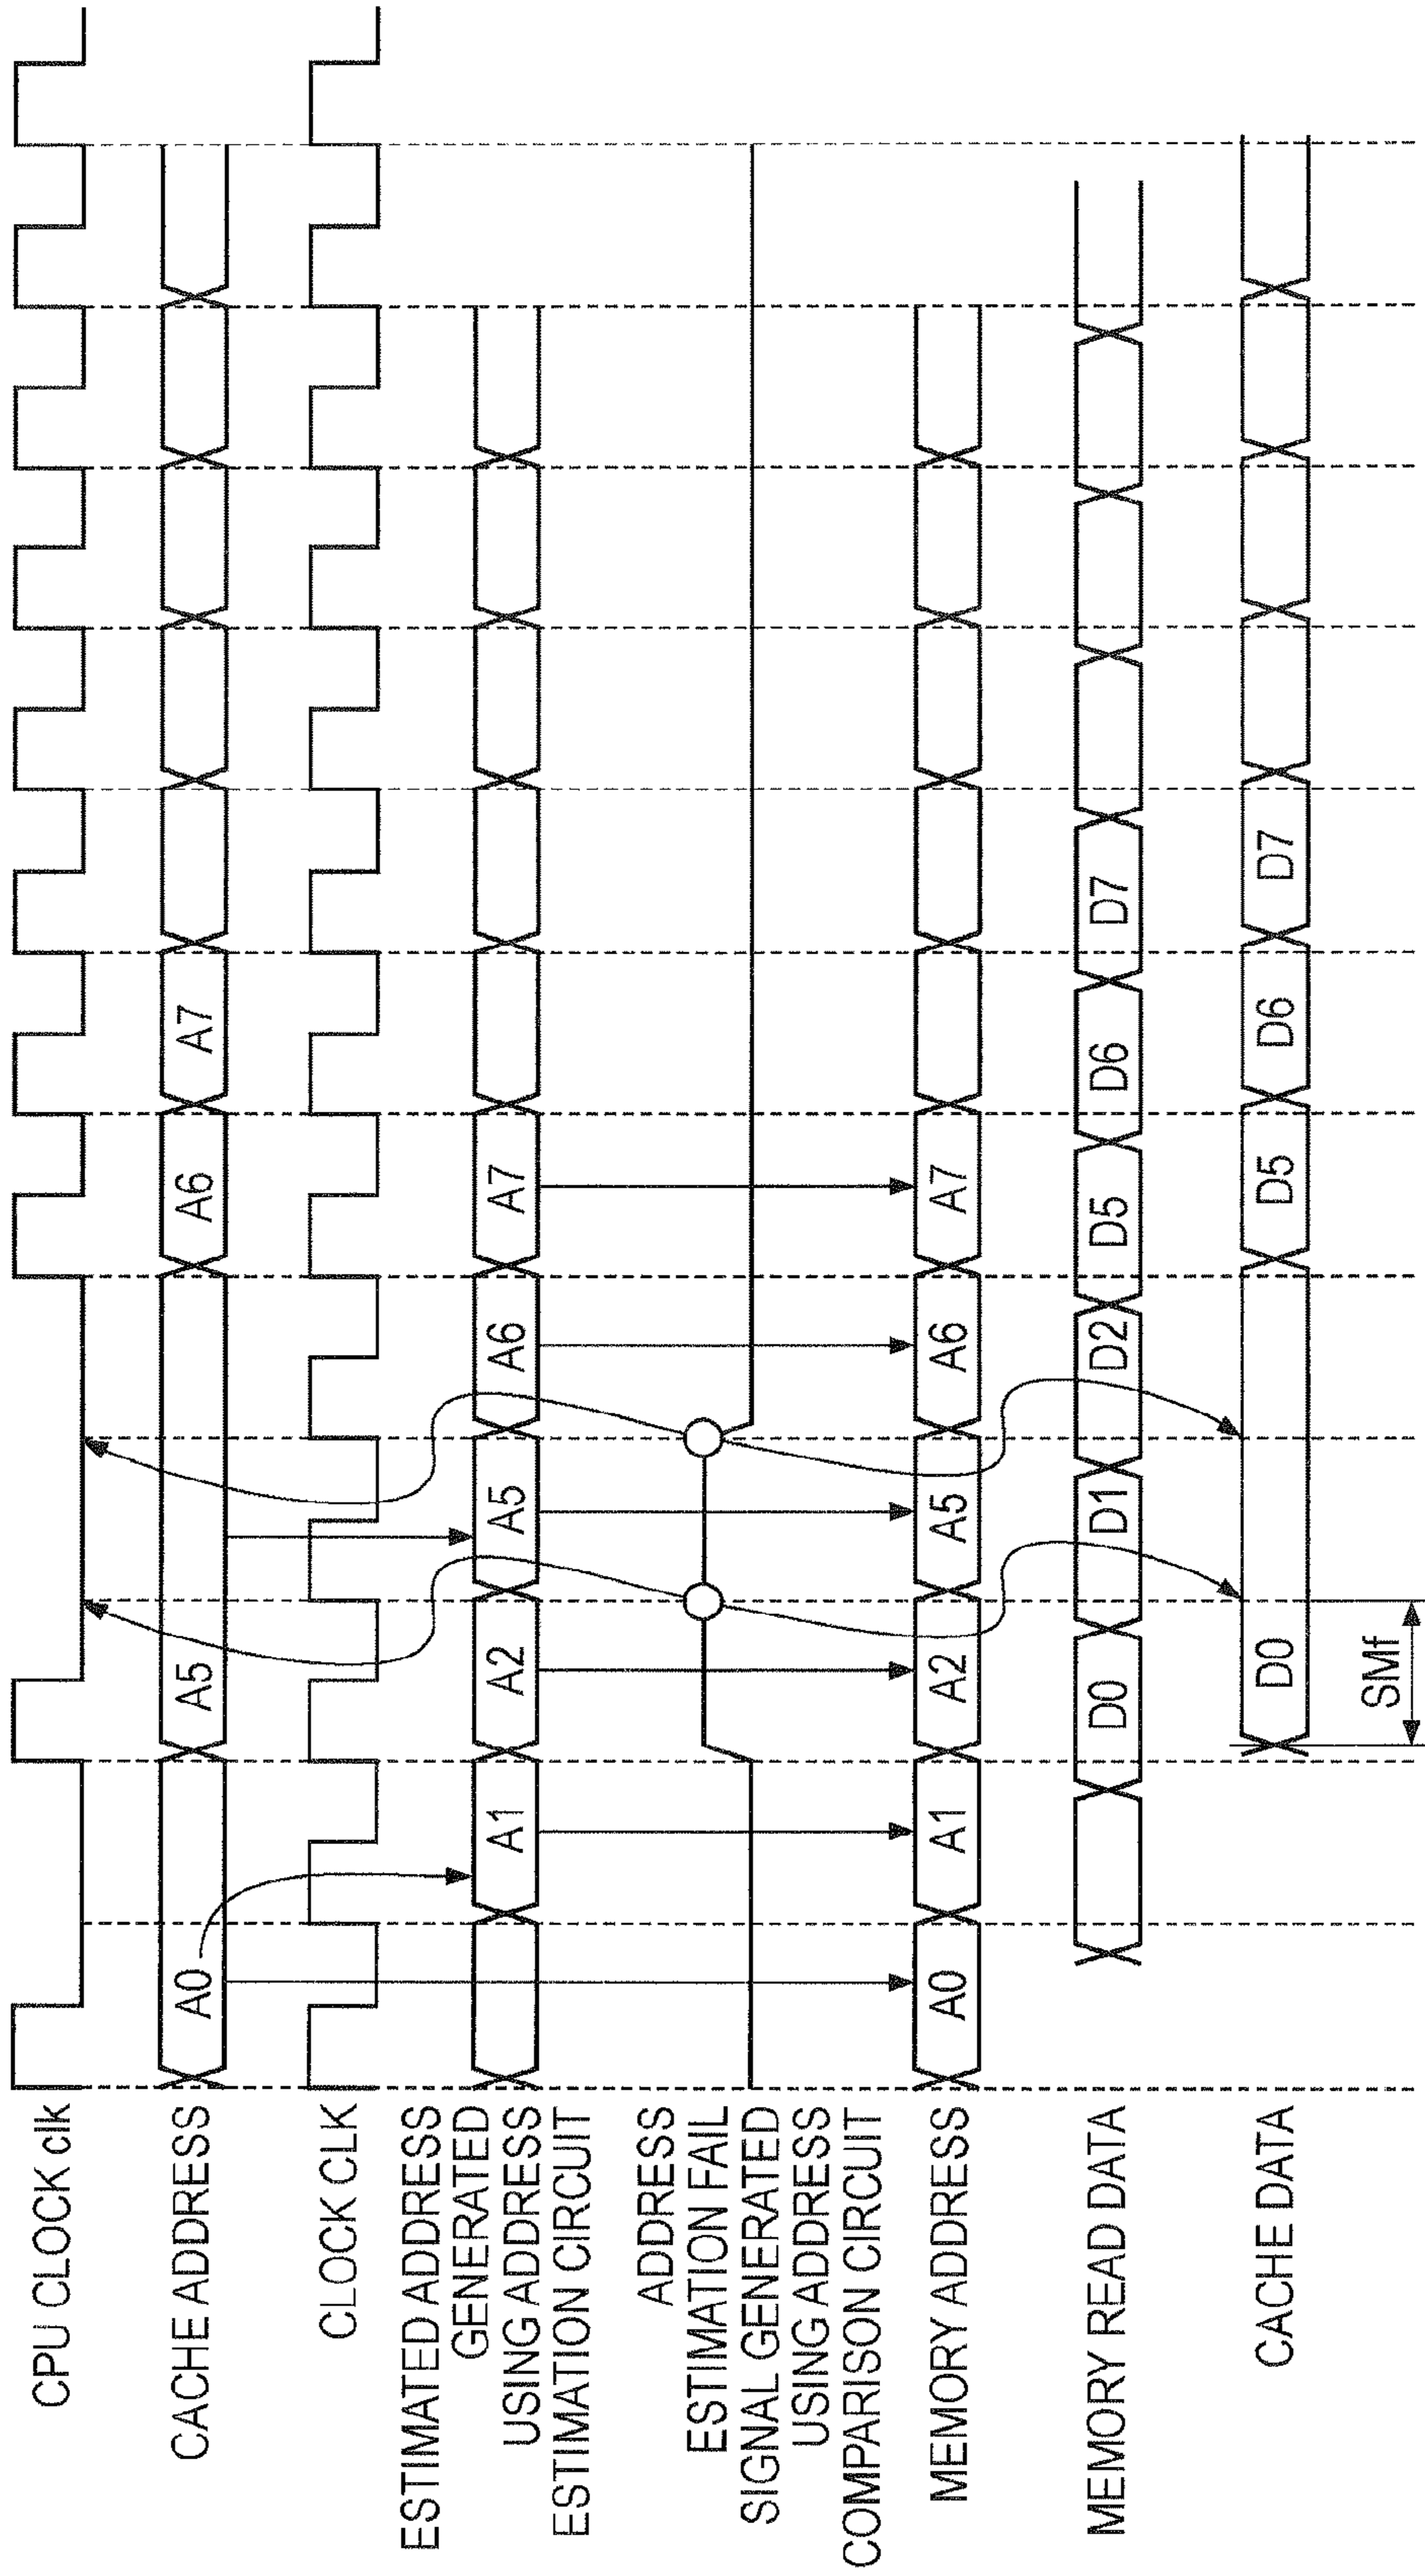 CPU CLOCK clk
CACHE ADDRESS
A0
A5
A6
A7
CLOCK CLK
ESTIMATED ADDRESS
GENERATED
USING ADDRESS
ESTIMATION CIRCUIT
A1
A2
A5
A6
A7
ADDRESS
ESTIMATION FAIL
SIGNAL GENERATED
USING ADDRESS
COMPARISON CIRCUIT
MEMORY ADDRESS
A0
A1
A2
A5
A6
A7
MEMORY READ DATA
D0
D1
D2
D5
D6
D7
CACHE DATA
D0
D5
D6
D7
SMf